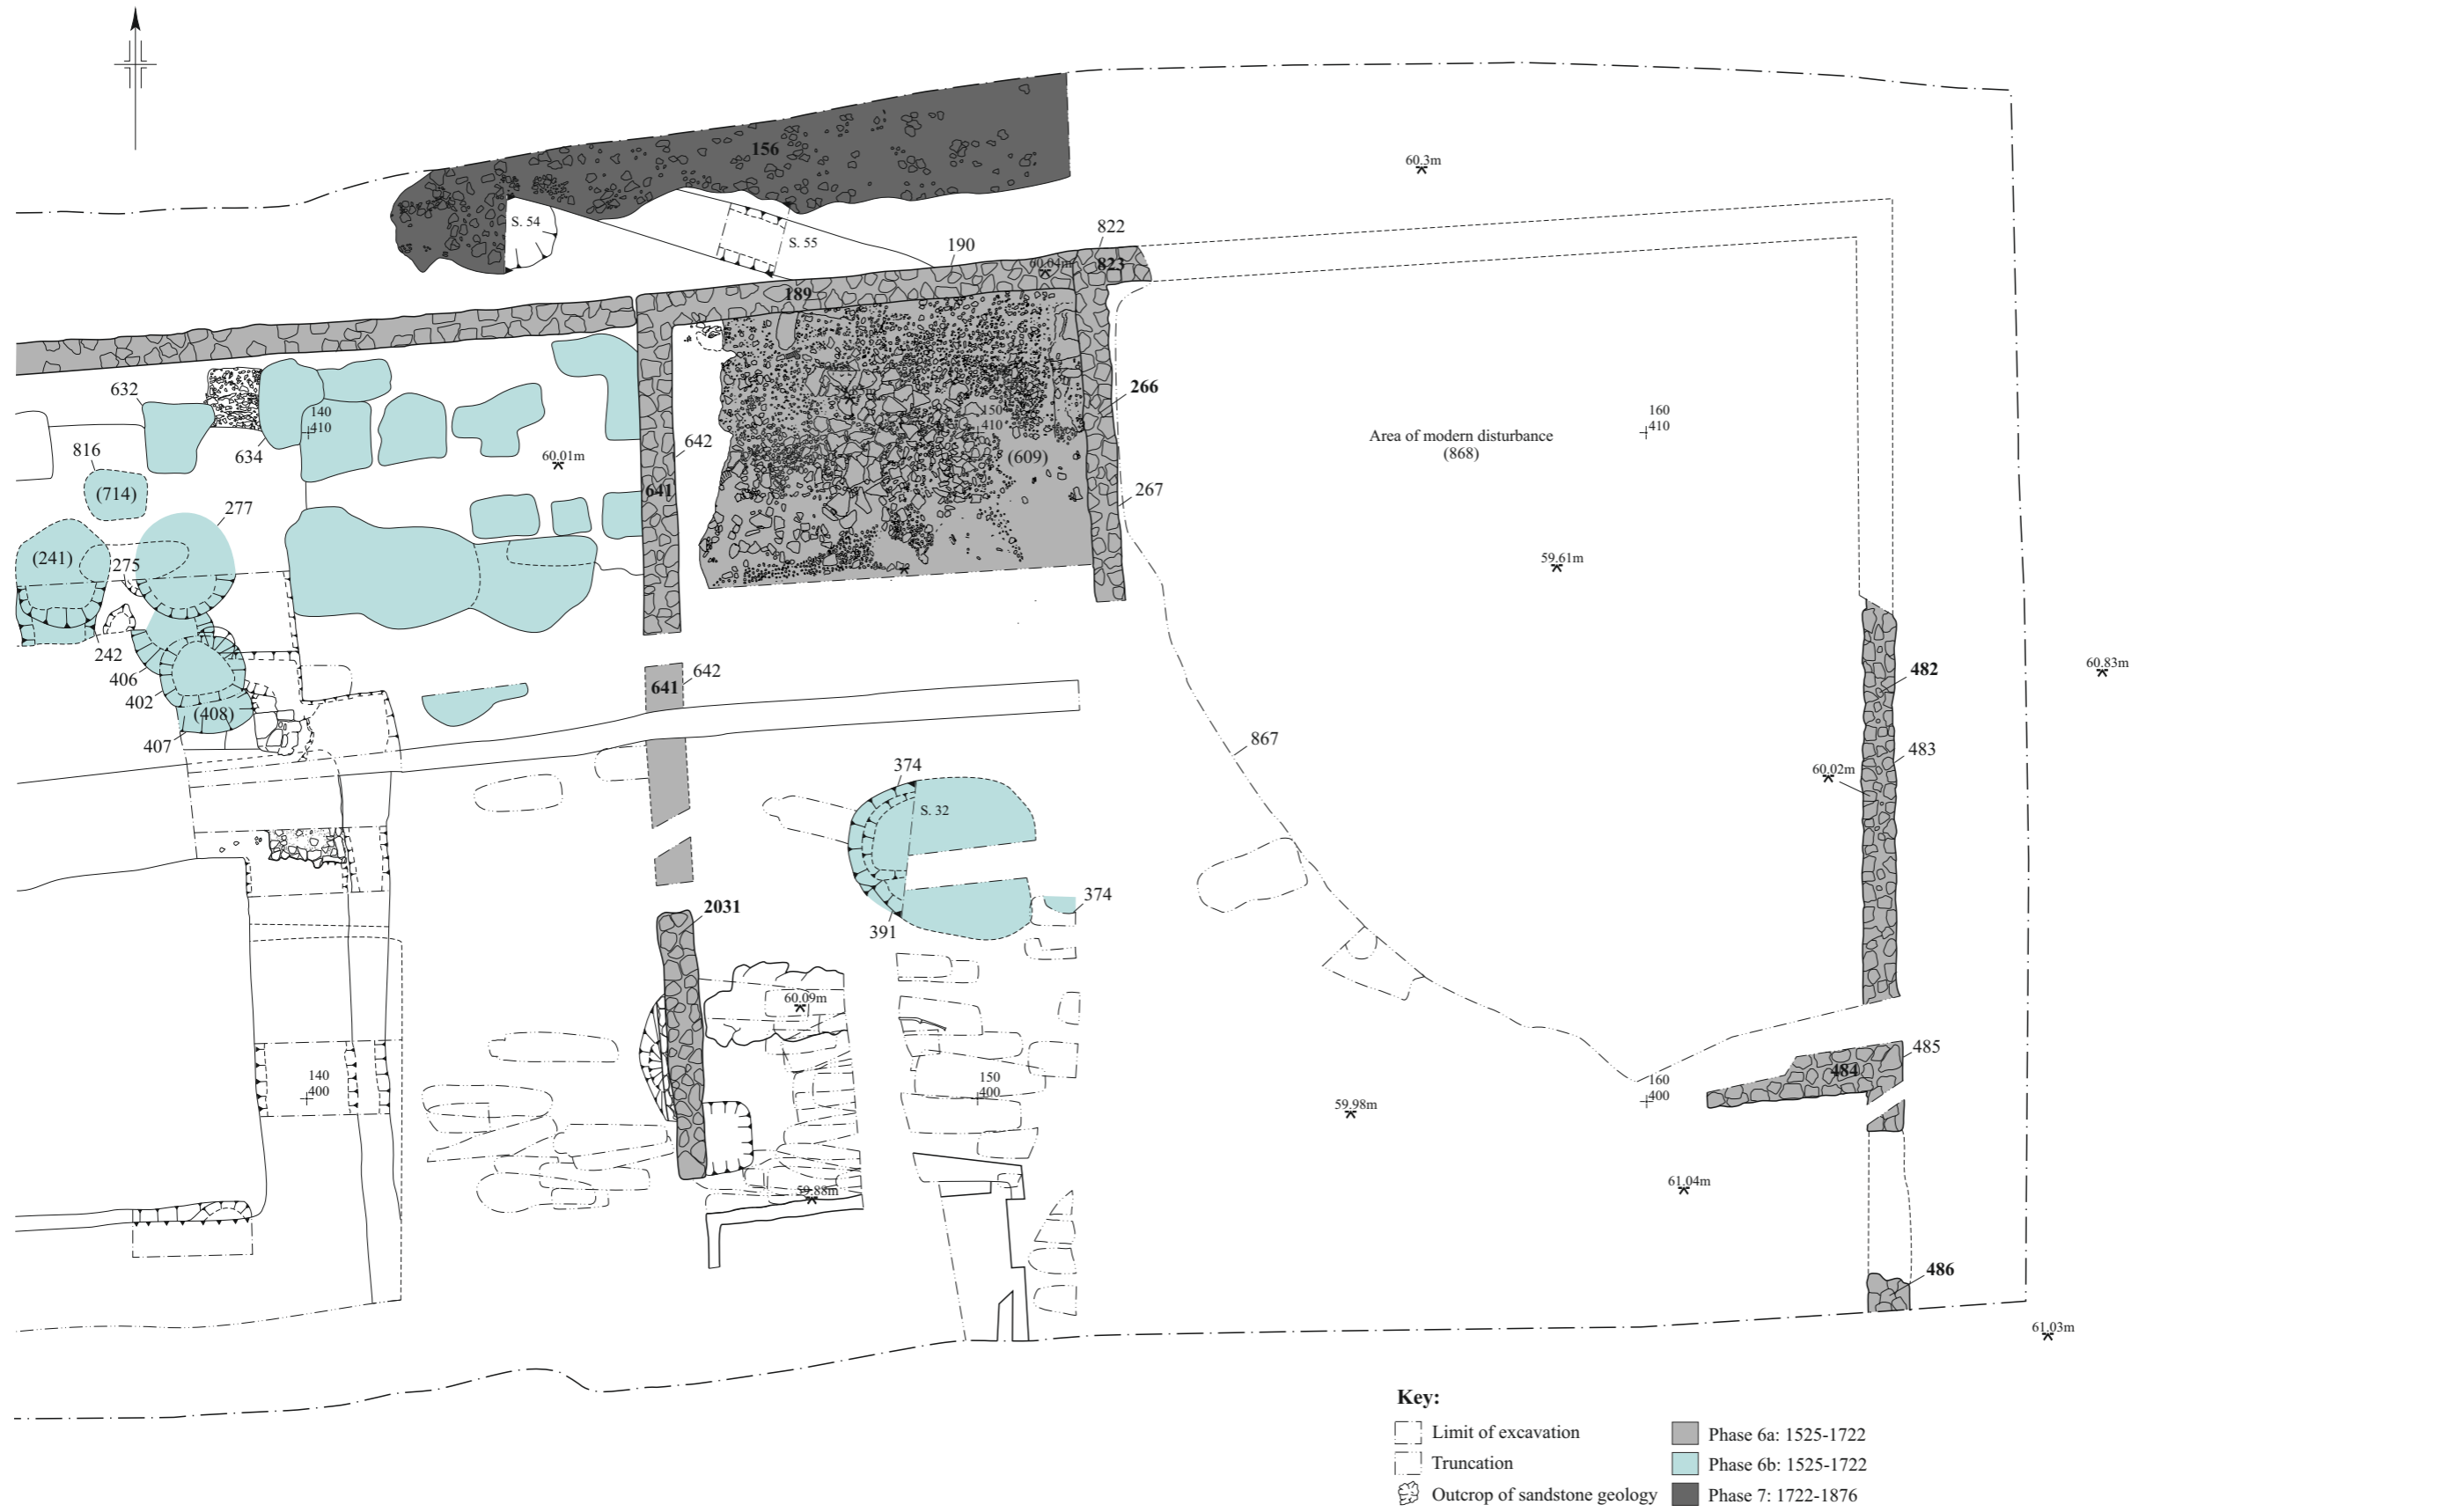 156
60.3m
S. 54
S. 55
190
822
60.04m
823
189
632
140
410
634
816
(714)
277
60.01m
642
641
150
410
(609)
266
267
160
410
Area of modern disturbance
(868)
59.61m
(241)
275
242
406
402
(408)
407
641
642
482
60.83m
483
60.02m
867
374
S. 32
374
391
2031
60.09m
140
400
150
400
59.98m
160
400
485
484
61.04m
59.88m
486
61.03m
Key:
Limit of excavation
Truncation
Outcrop of sandstone geology
Phase 6a: 1525-1722
Phase 6b: 1525-1722
Phase 7: 1722-1876